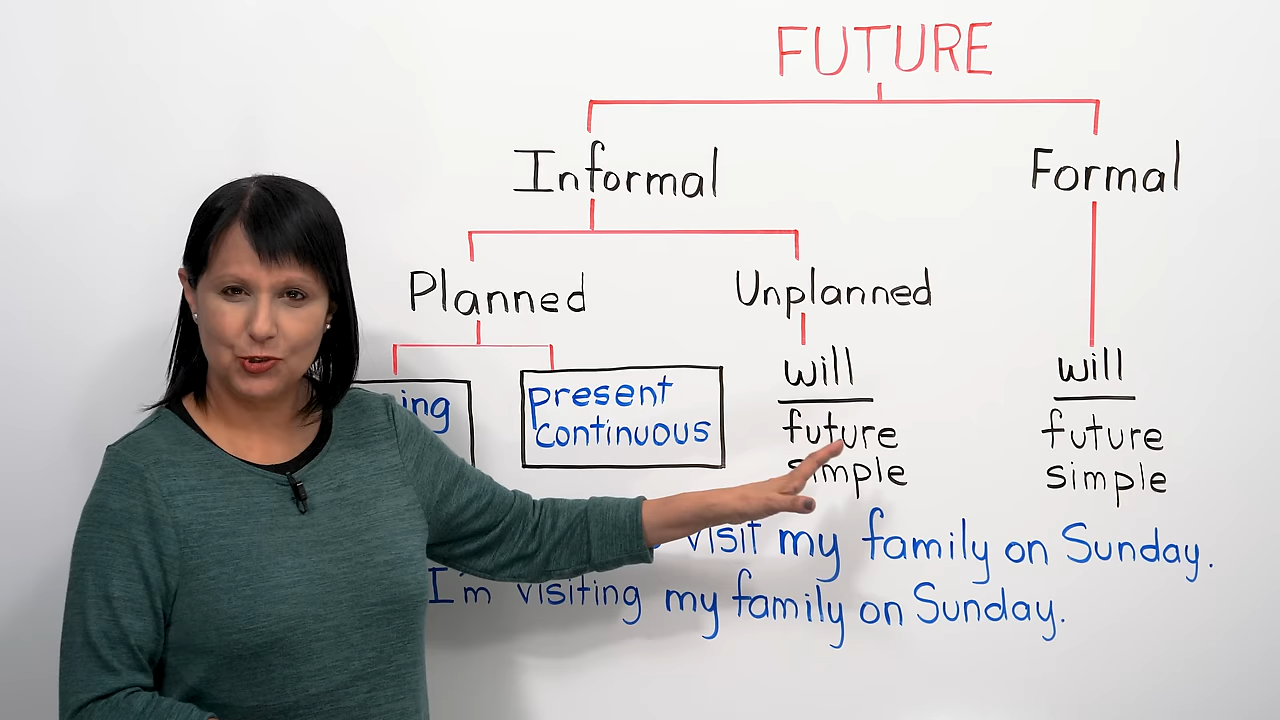 FUTURE
Informal
Formal
Planned
Unplanned
present
continuous
will
future
simple
will
future
simple
visit my family on Sunday.
I'm visiting my family on Sunday.